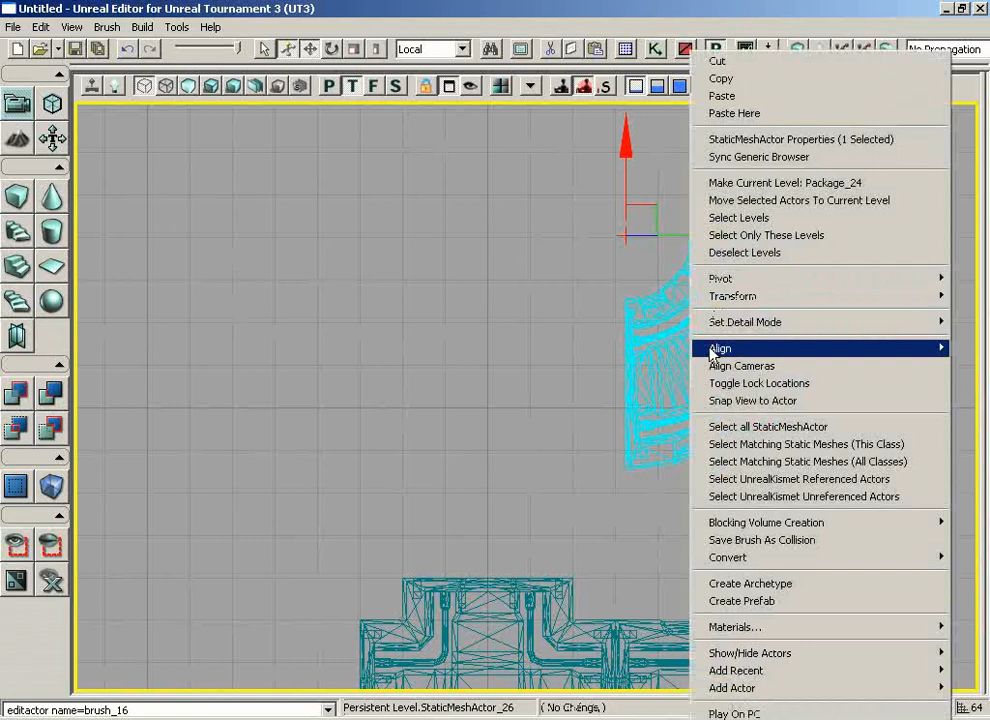 Untitled - Unreal Editor for Unreal Tournament 3 (UT3)
File Edit View Brush Build Tools Help
Local
No Propagation
P T F S
Cut
Copy
Paste
Paste Here
StaticMeshActor Properties (1 Selected)
Sync Generic Browser
Make Current Level: Package_24
Move Selected Actors To Current Level
Select Levels
Select Only These Levels
Deselect Levels
Pivot
Transform
Set Detail Mode
Align
Align Cameras
Toggle Lock Locations
Snap View to Actor
Select all StaticMeshActor
Select Matching Static Meshes (This Class)
Select Matching Static Meshes (All Classes)
Select UnrealKismet Referenced Actors
Select UnrealKismet Unreferenced Actors
Blocking Volume Creation
Save Brush As Collision
Convert
Create Archetype
Create Prefab
Materials...
Show/Hide Actors
Add Recent
Add Actor
Play On PC
editactor name=brush_16
Persistent Level.StaticMeshActor_26
( No Change, )
64